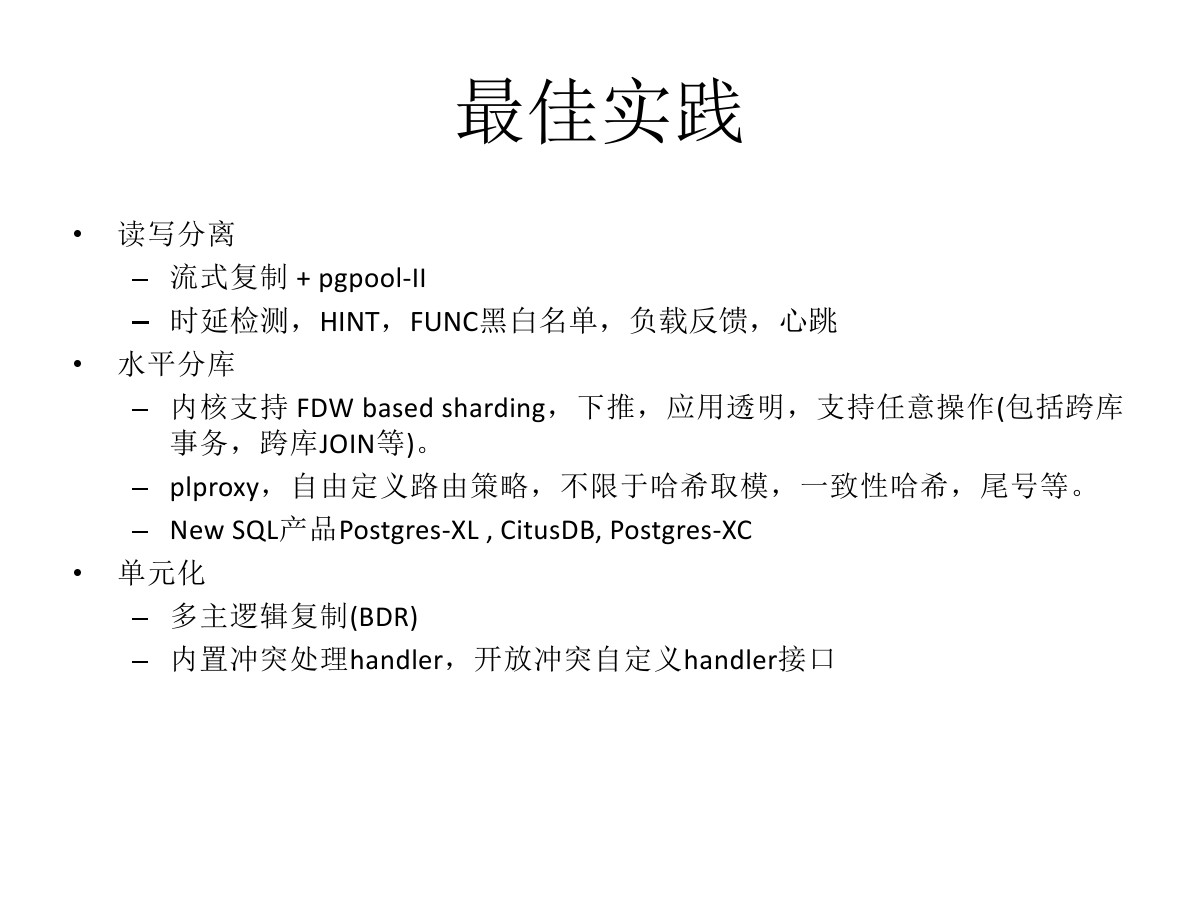 最佳实践
• 读写分离
– 流式复制 + pgpool-II
– 时延检测，HINT，FUNC黑白名单，负载反馈，心跳
• 水平分库
– 内核支持 FDW based sharding，下推，应用透明，支持任意操作(包括跨库
事务，跨库JOIN等)。
– plproxy，自由定义路由策略，不限于哈希取模，一致性哈希，尾号等。
– New SQL产品Postgres-XL , CitusDB, Postgres-XC
• 单元化
– 多主逻辑复制(BDR)
– 内置冲突处理handler，开放冲突自定义handler接口